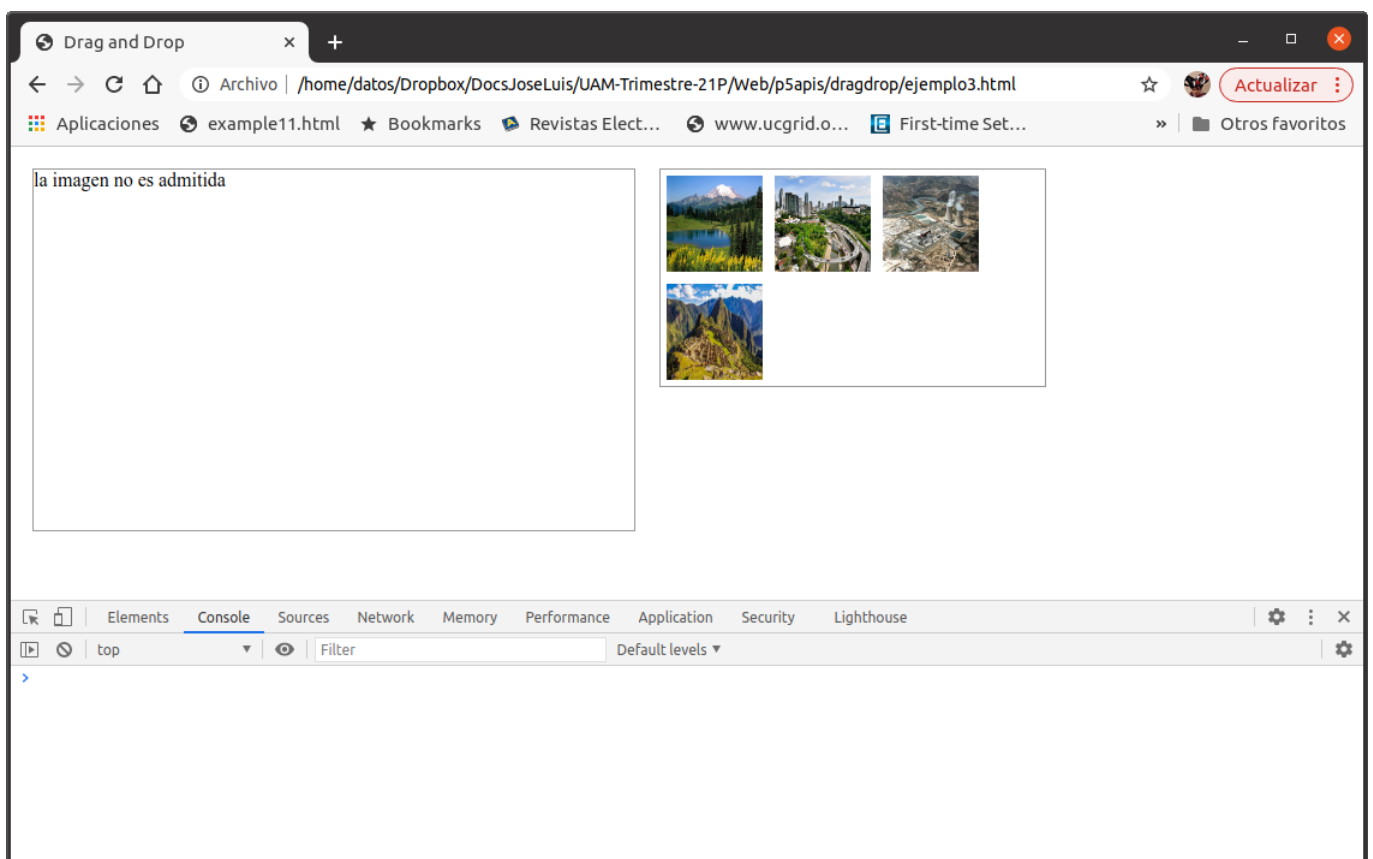 Drag and Drop
Archivo /home/datos/Dropbox/DocsJoseLuis/UAM-Trimestre-21P/Web/p5apis/dragdrop/ejemplo3.html Actualizar
Aplicaciones example11.html Bookmarks Revistas Elect... www.ucgrid.o... First-time Set... » Otros favoritos
la imagen no es admitida
Elements Console Sources Network Memory Performance Application Security Lighthouse
top Filter Default levels